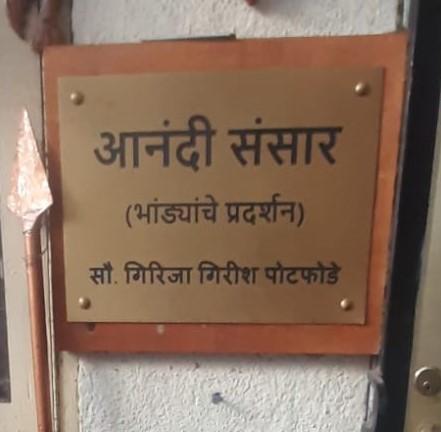 आनंदी संसार
(भांड्यांचे प्रदर्शन)
सौ. गिरिजा गिरीश पोटफोडे